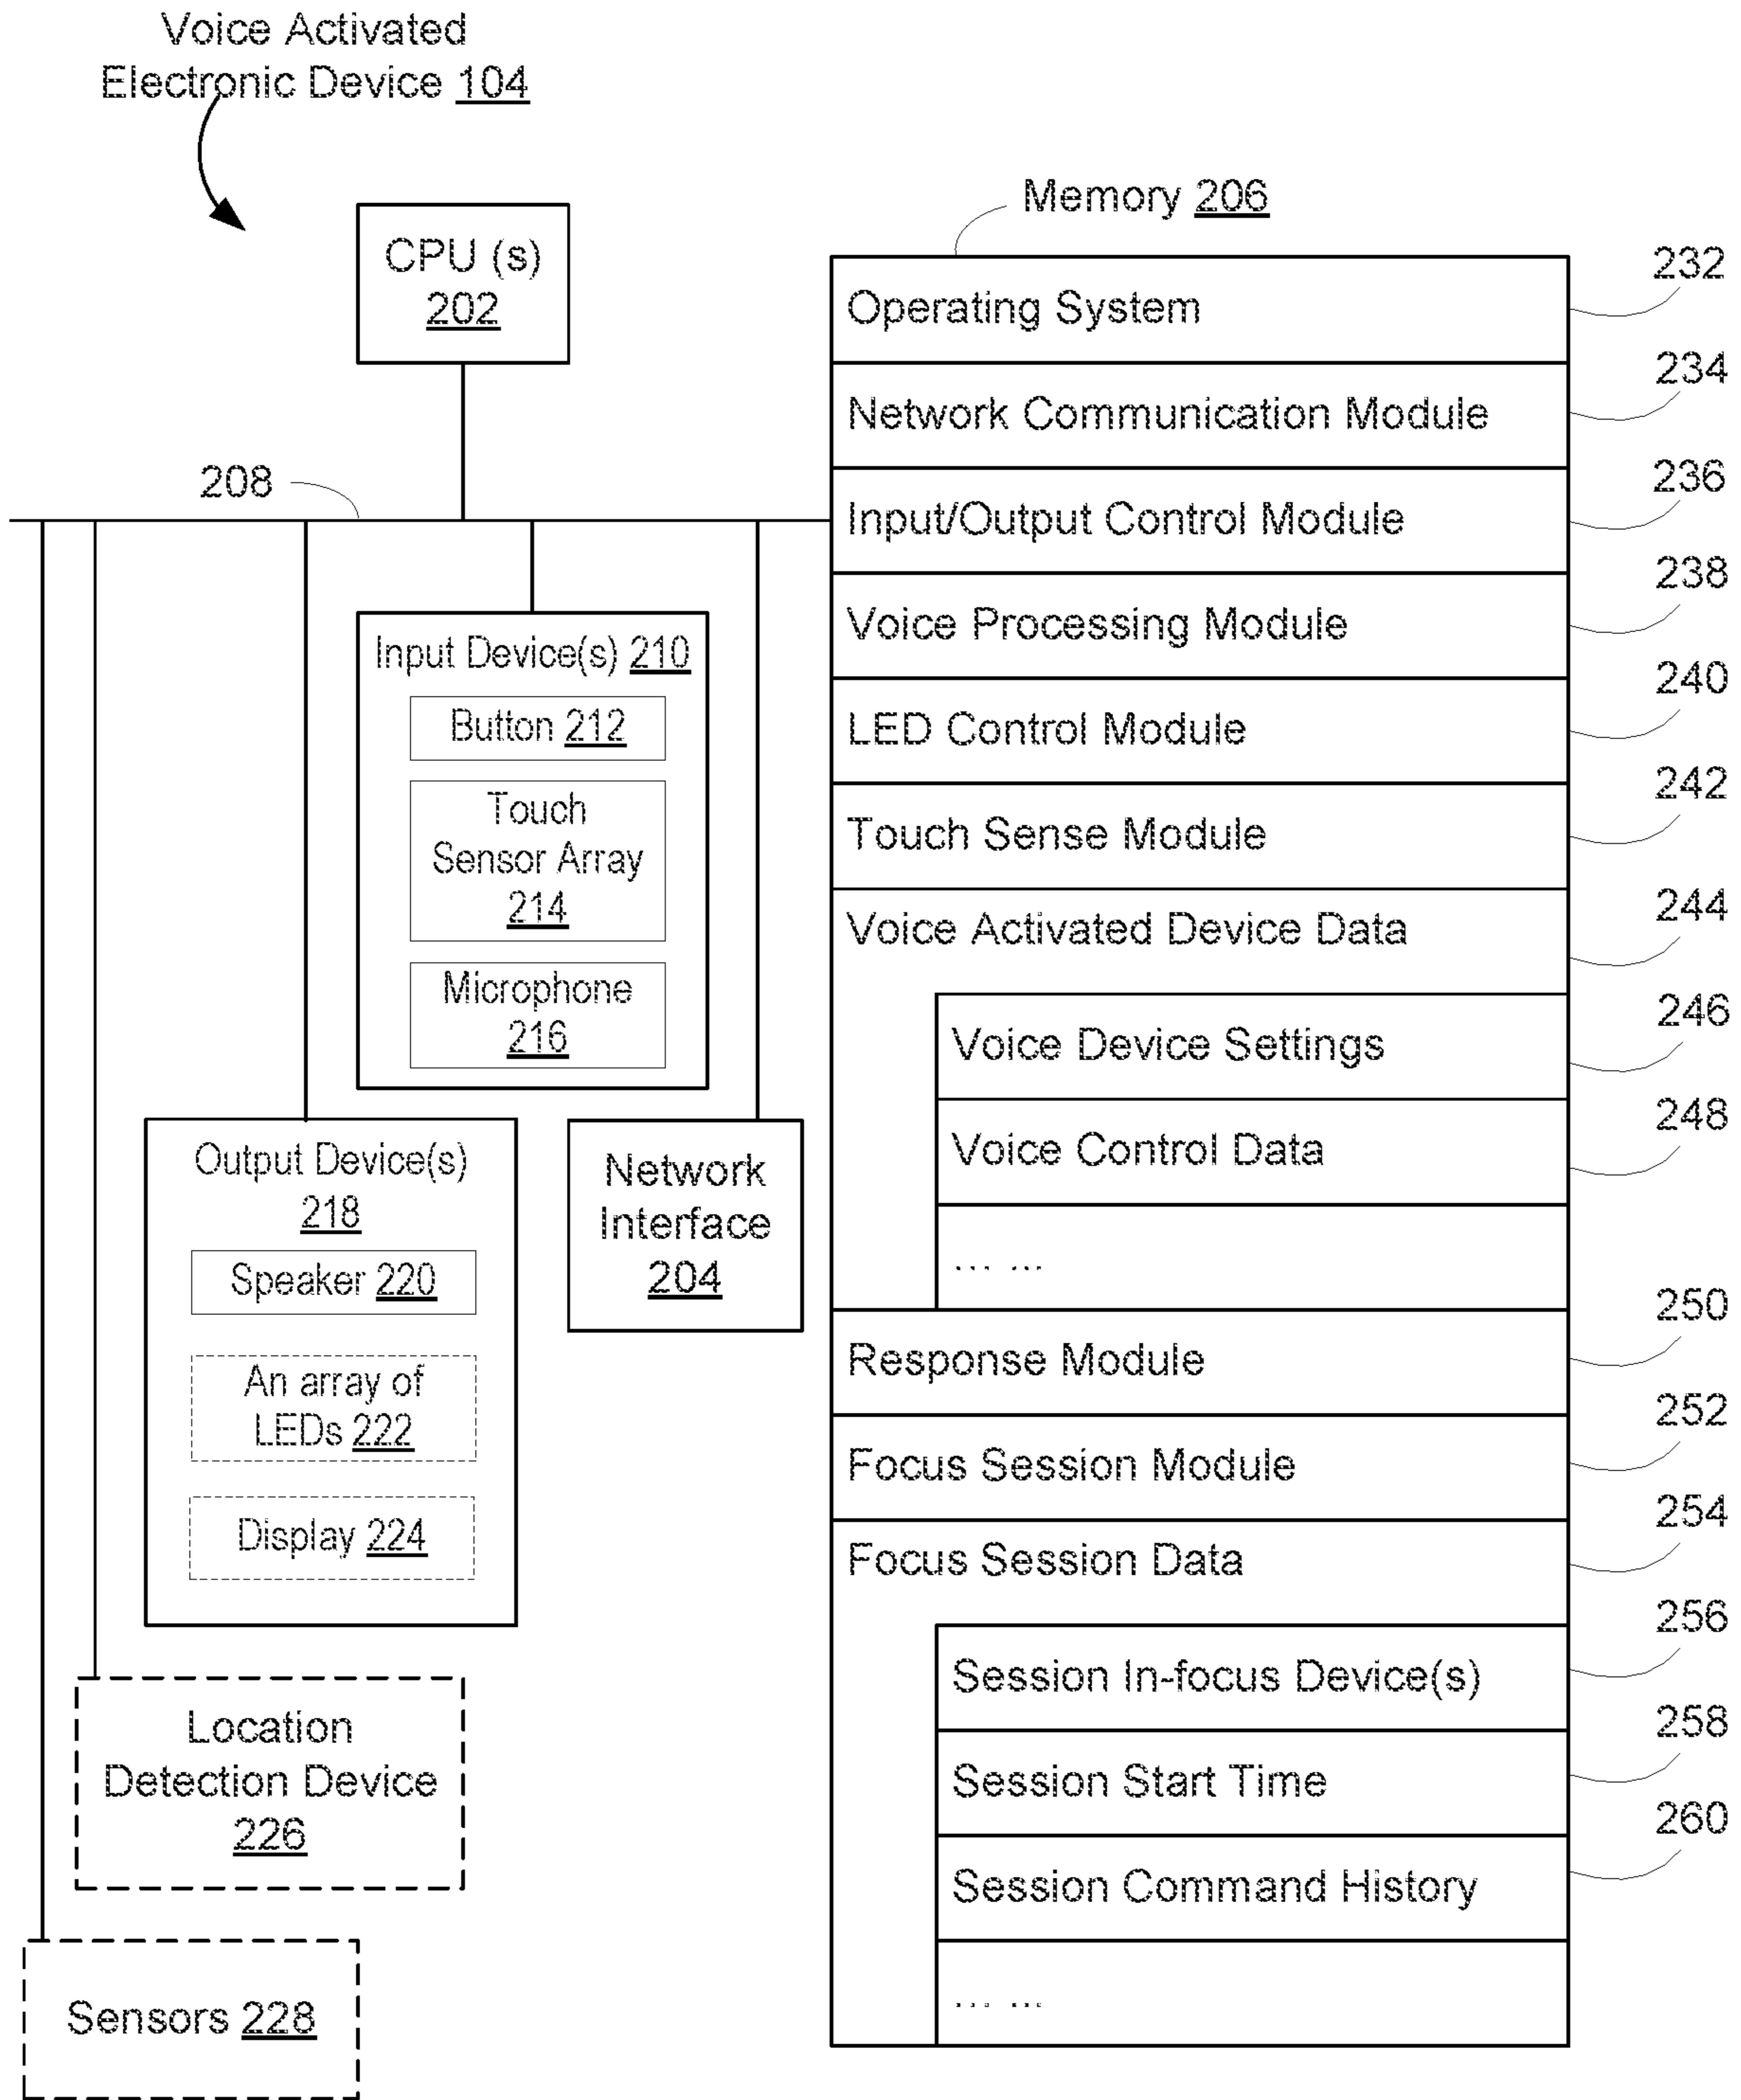 Voice Activated
Electronic Device 104
CPU (s)
202
208
Input Device(s) 210
Button 212
Touch
Sensor Array
214
Microphone
216
Output Device(s)
218
Speaker 220
An array of
LEDs 222
Display 224
Network
Interface
204
Location
Detection Device
226
Sensors 228
Memory 206
Operating System
232
Network Communication Module
234
Input/Output Control Module
236
Voice Processing Module
238
LED Control Module
240
Touch Sense Module
242
Voice Activated Device Data
244
Voice Device Settings
246
Voice Control Data
248
... ...
Response Module
250
Focus Session Module
252
Focus Session Data
254
Session In-focus Device(s)
256
Session Start Time
258
Session Command History
260
... ...